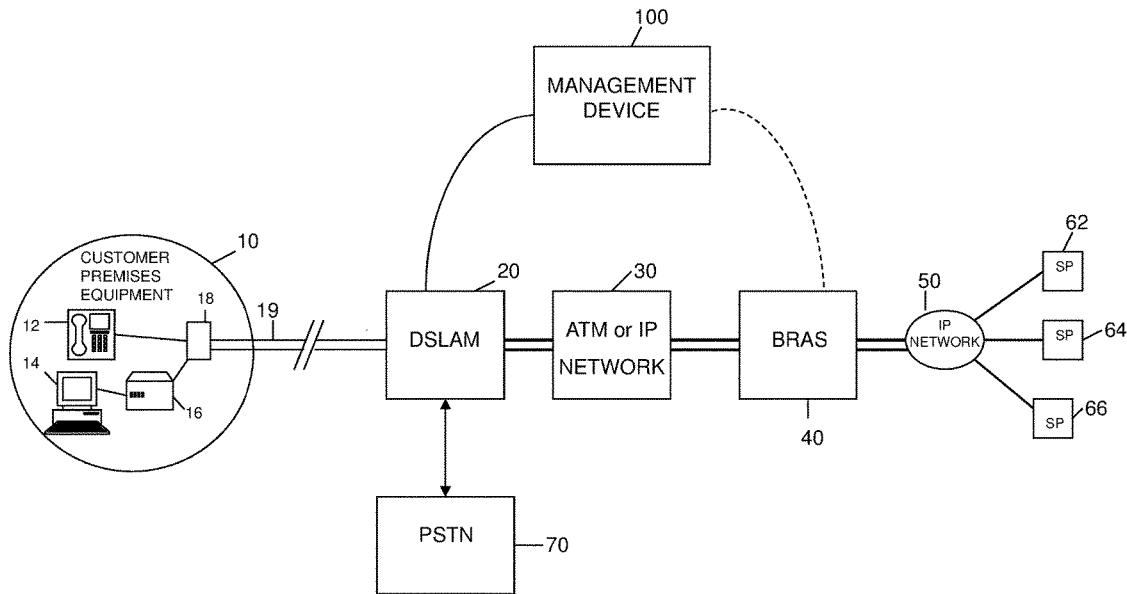 100
MANAGEMENT
DEVICE
10
CUSTOMER
PREMISES
EQUIPMENT
12
18
19
14
16
20
DSLAM
30
ATM or IP
NETWORK
BRAS
40
50
IP
NETWORK
62
SP
SP
64
SP
66
PSTN
70